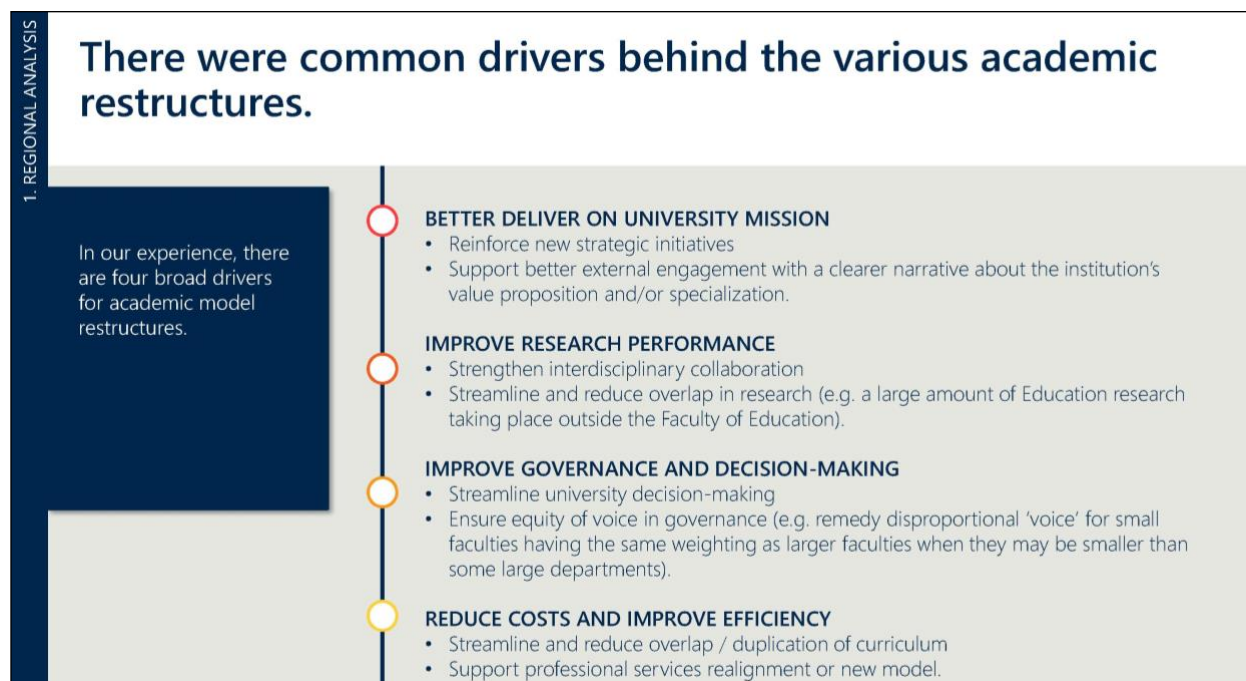 1. REGIONAL ANALYSIS
There were common drivers behind the various academic
restructures.
In our experience, there
are four broad drivers
for academic model
restructures.
BETTER DELIVER ON UNIVERSITY MISSION
• Reinforce new strategic initiatives
• Support better external engagement with a clearer narrative about the institution’s
value proposition and/or specialization.
IMPROVE RESEARCH PERFORMANCE
• Strengthen interdisciplinary collaboration
• Streamline and reduce overlap in research (e.g. a large amount of Education research
taking place outside the Faculty of Education).
IMPROVE GOVERNANCE AND DECISION-MAKING
• Streamline university decision-making
• Ensure equity of voice in governance (e.g. remedy disproportional ‘voice’ for small
faculties having the same weighting as larger faculties when they may be smaller than
some large departments).
REDUCE COSTS AND IMPROVE EFFICIENCY
• Streamline and reduce overlap / duplication of curriculum
• Support professional services realignment or new model.